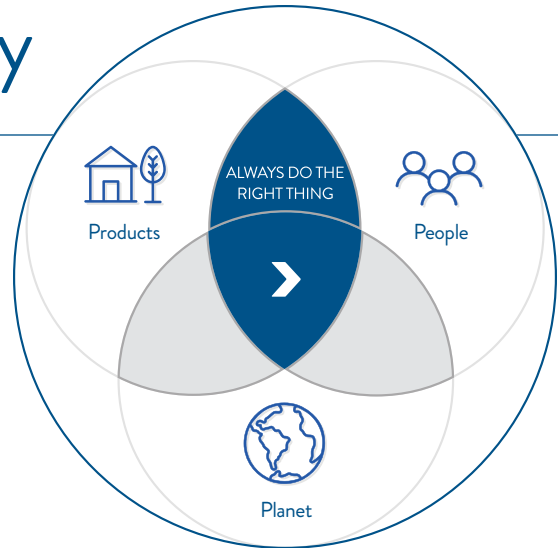 y
ALWAYS DO THE
RIGHT THING
Products
People
Planet